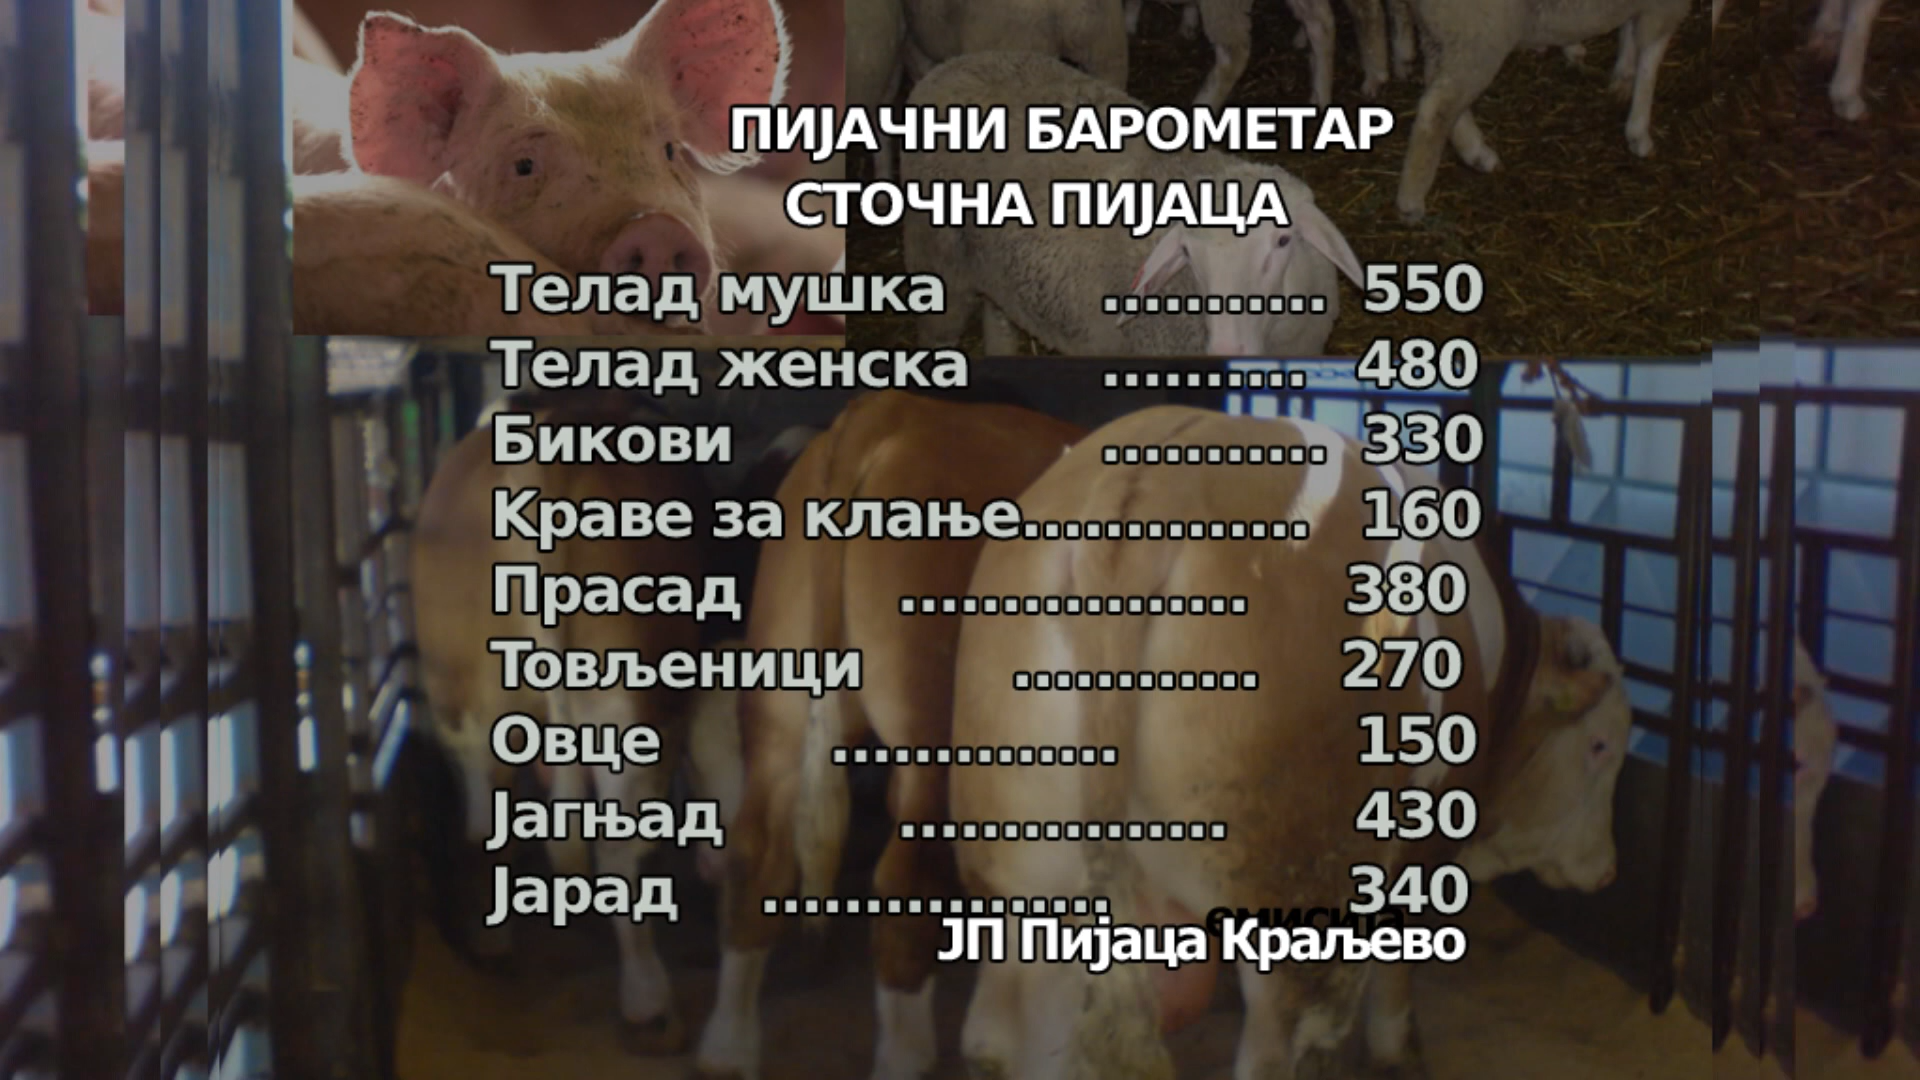 ПИЈАЧНИ БАРОМЕТАР
СТОЧНА ПИЈАЦА
Телад мушка ........... 550
Телад женска .......... 480
Бикови ........... 330
Краве за клање.............. 160
Прасад ................. 380
Товљеници ............ 270
Овце .............. 150
Јагњад ................ 430
Јарад ................. 340
емисија
ЈП Пијаца Краљево